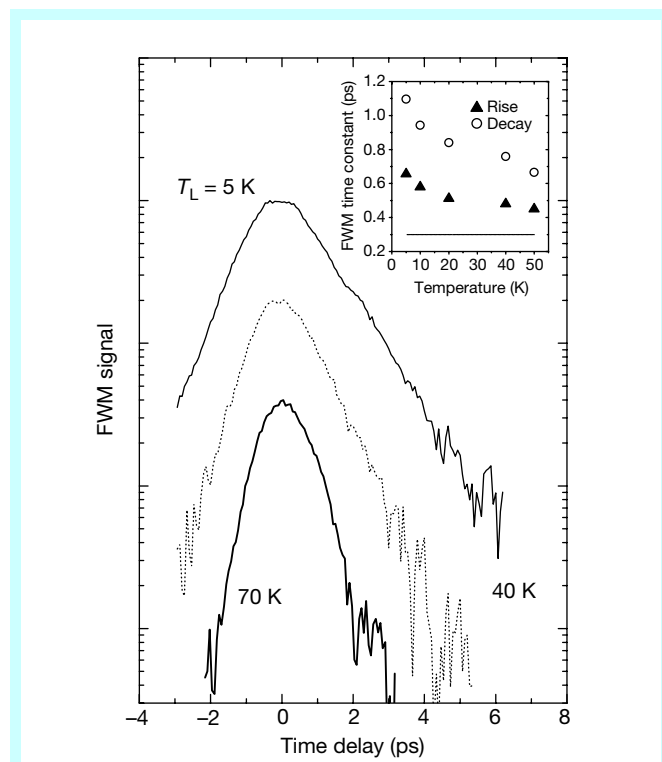 1.2
1.0
0.8
0.6
0.4
0.2
FWM time constant (ps)
Rise
Decay
0 10 20 30 40 50
Temperature (K)
TL = 5 K
70 K
40 K
FWM signal
–4 –2 0 2 4 6 8
Time delay (ps)